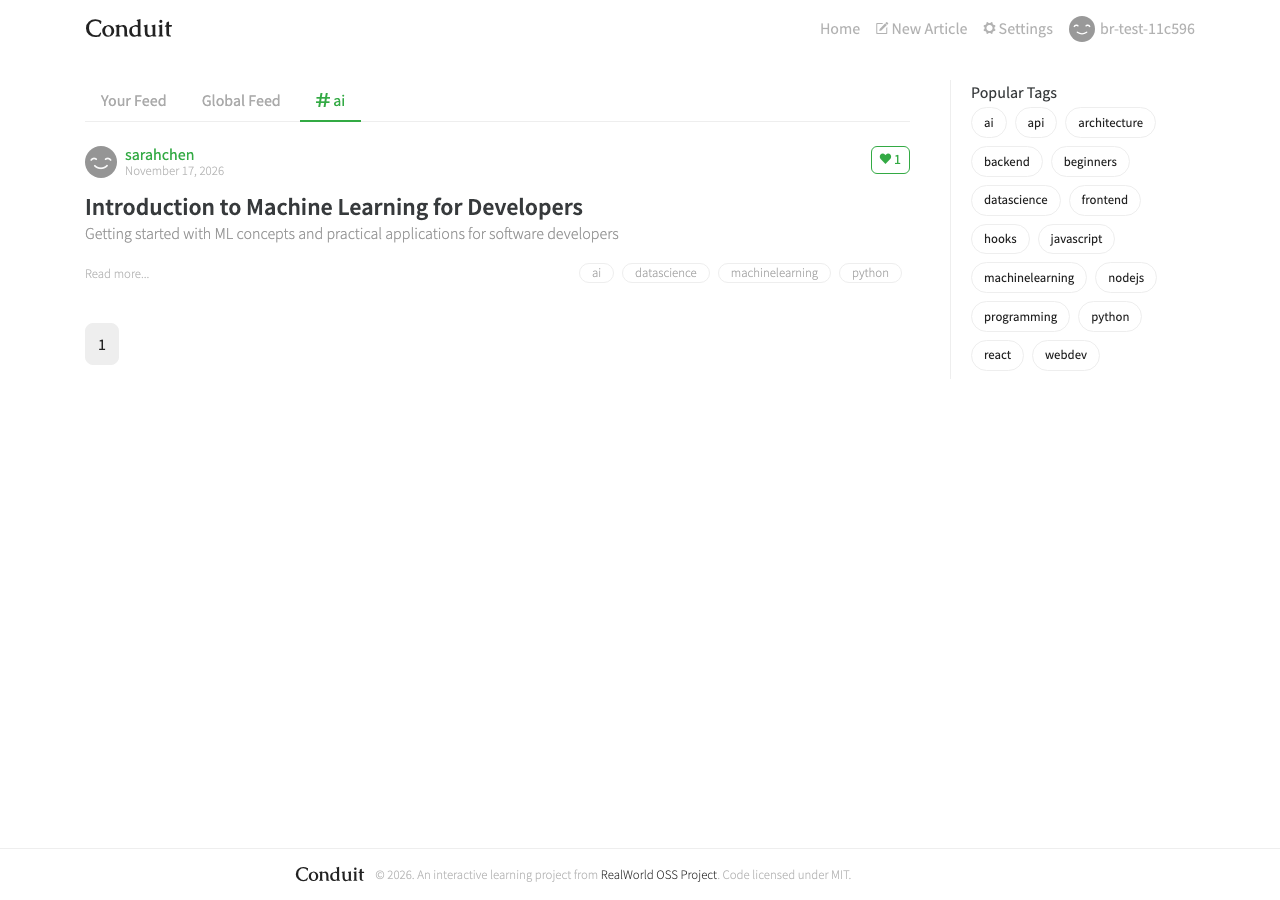 Conduit
Home New Article Settings br-test-11c596
Your Feed Global Feed # ai
sarahchen
November 17, 2026
1
Introduction to Machine Learning for Developers
Getting started with ML concepts and practical applications for software developers
Read more...
ai datascience machinelearning python
1
Popular Tags
ai api architecture
backend beginners
datascience frontend
hooks javascript
machinelearning nodejs
programming python
react webdev
Conduit © 2026. An interactive learning project from RealWorld OSS Project. Code licensed under MIT.